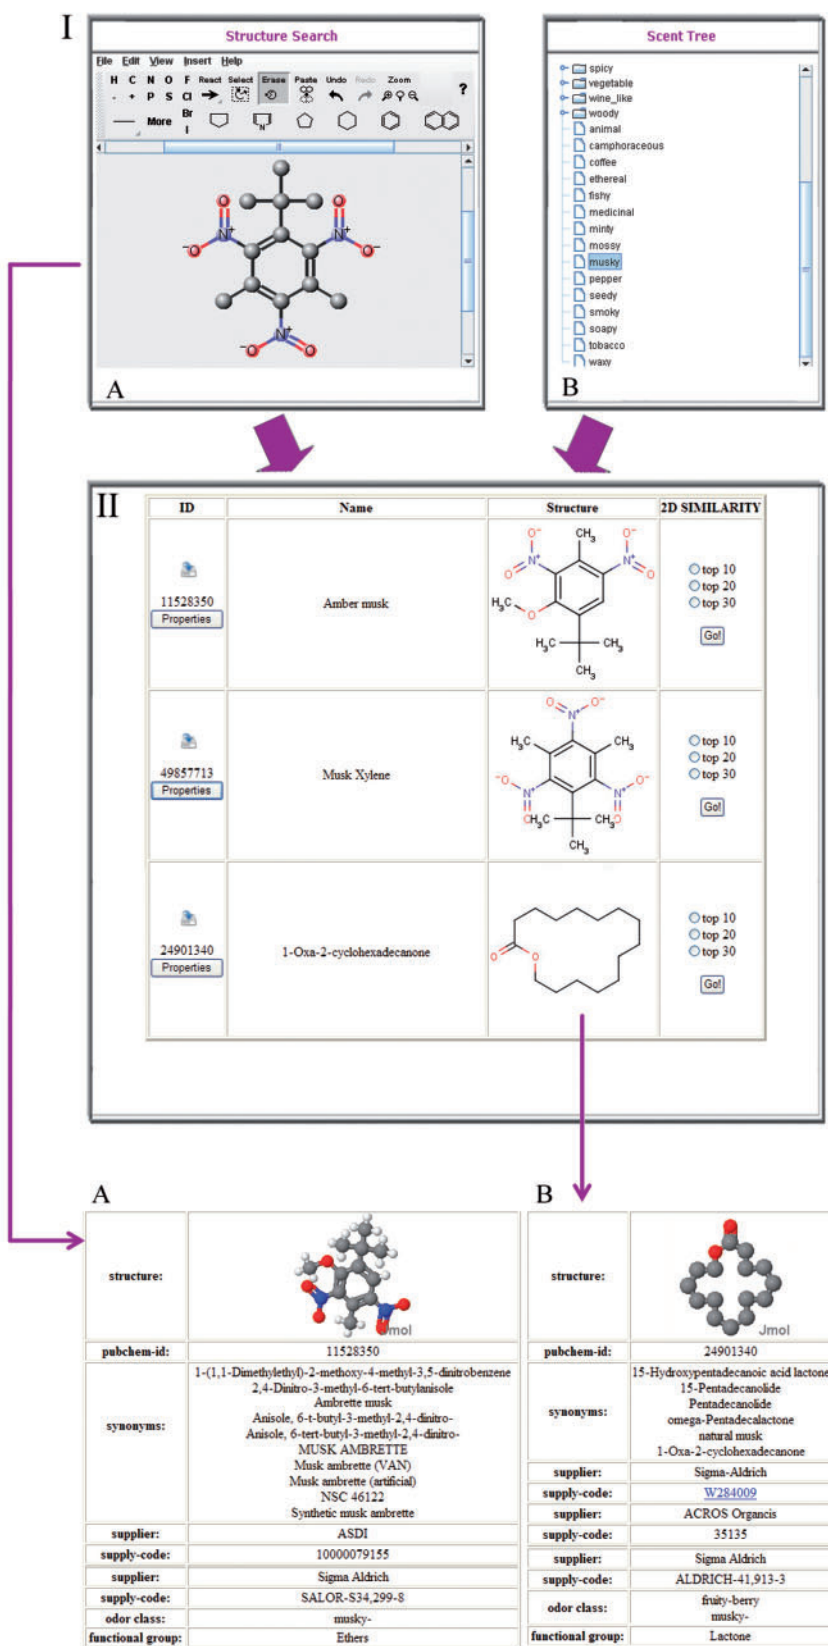 I
Structure Search
File Edit View Insert Help
H C N O F React Select Erase Paste Undo Redo Zoom
- + P S Cl ?
More Br
I
N
O N+ O
-O O-
N+
-O O
A
Scent Tree
spicy
vegetable
wine_like
woody
animal
camphoraceous
coffee
ethereal
fishy
medicinal
minty
mossy
musky
pepper
seedy
smoky
soapy
tobacco
waxy
B
II
ID Name Structure 2D SIMILARITY
11528350
Properties
Amber musk
O- CH3 O
N+ N+
O O-
H3C O
H3C CH3
CH3
top 10
top 20
top 30
Go!
49857713
Properties
Musk Xylene
O N+ O-
H3C CH3
O- N+ N+ O-
O H3C CH3 O
CH3
top 10
top 20
top 30
Go!
24901340
Properties
1-Oxa-2-cyclohexadecanone
O O
top 10
top 20
top 30
Go!
A
structure:
Jmol
pubchem-id: 11528350
synonyms:
1-(1,1-Dimethylethyl)-2-methoxy-4-methyl-3,5-dinitrobenzene
2,4-Dinitro-3-methyl-6-tert-butylanisole
Ambrette musk
Anisole, 6-t-butyl-3-methyl-2,4-dinitro-
Anisole, 6-tert-butyl-3-methyl-2,4-dinitro-
MUSK AMBRETTE
Musk ambrette (VAN)
Musk ambrette (artificial)
NSC 46122
Synthetic musk ambrette
supplier: ASDI
supply-code: 10000079155
supplier: Sigma Aldrich
supply-code: SALOR-S34,299-8
odor class: musky-
functional group: Ethers
B
structure:
Jmol
pubchem-id: 24901340
synonyms:
15-Hydroxypentadecanoic acid lactone
15-Pentadecanolide
Pentadecanolide
omega-Pentadecalactone
natural musk
1-Oxa-2-cyclohexadecanone
supplier: Sigma-Aldrich
supply-code: W284009
supplier: ACROS Organcis
supply-code: 35135
supplier: Sigma Aldrich
supply-code: ALDRICH-41,913-3
odor class: fruity-berry
musky-
functional group: Lactone